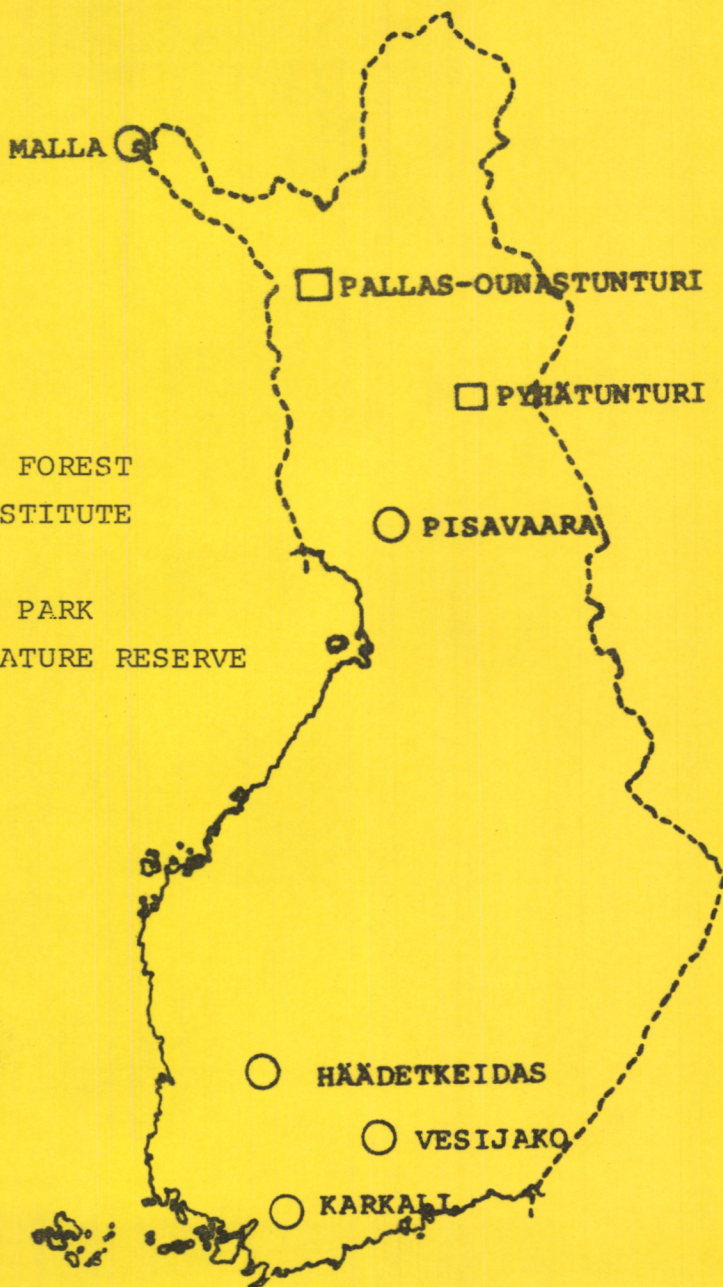 MALLA
PALLAS-OUNASTUNTURI
PYHÄTUNTURI
FOREST
STITUTE
PISAVAARA
PARK
ATURE RESERVE
HÄÄDETKEIDAS
VESIJAKO
KARKALI